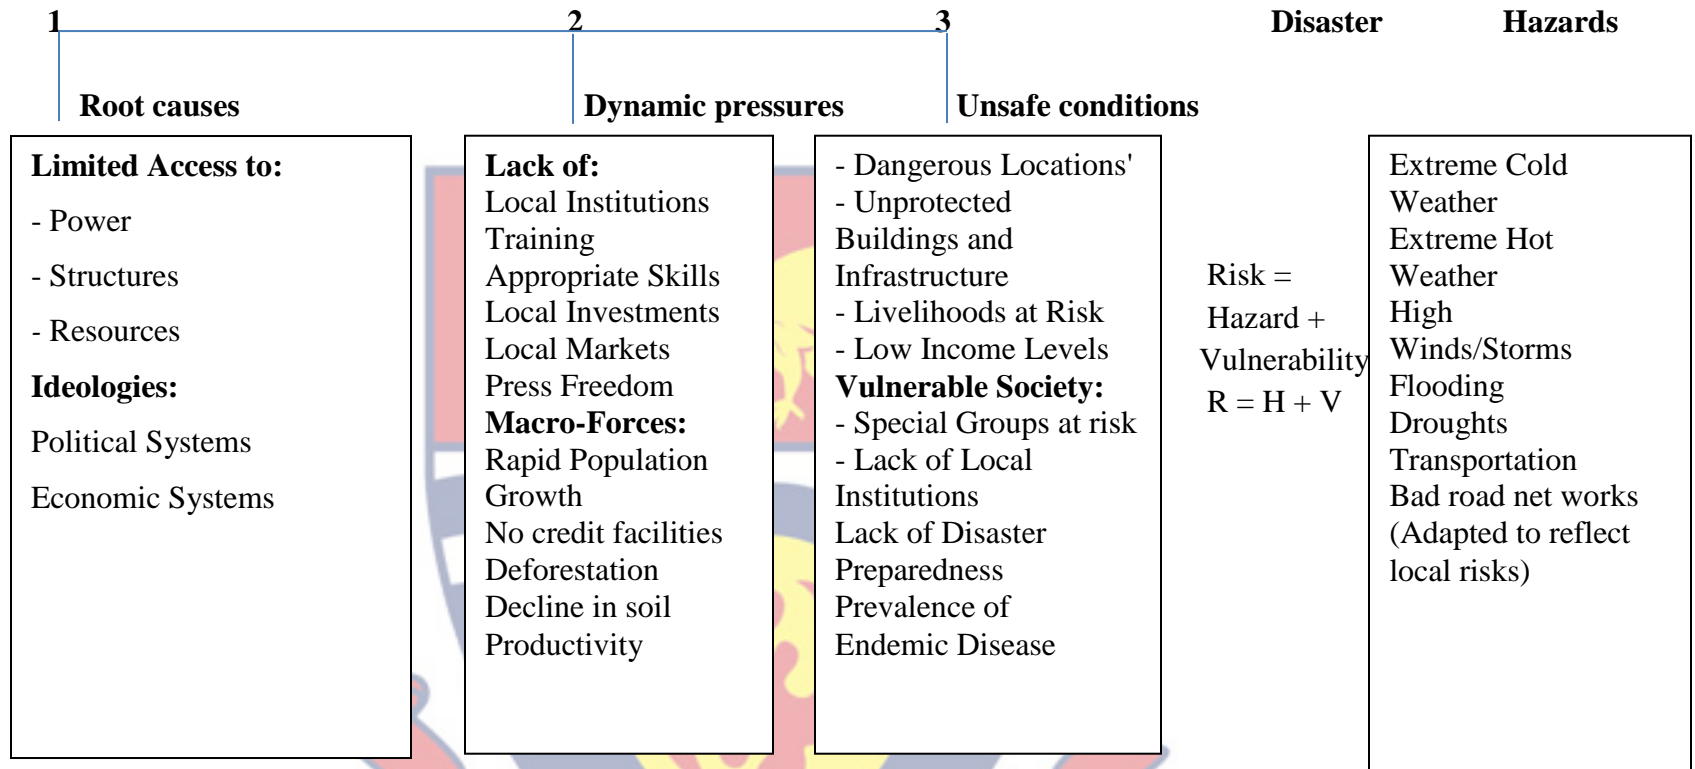 1 2 3 Disaster Hazards
Root causes Dynamic pressures Unsafe conditions
Limited Access to:
- Power
- Structures
- Resources
Ideologies:
Political Systems
Economic Systems
Lack of:
Local Institutions
Training
Appropriate Skills
Local Investments
Local Markets
Press Freedom
Macro-Forces:
Rapid Population
Growth
No credit facilities
Deforestation
Decline in soil
Productivity
- Dangerous Locations'
- Unprotected
Buildings and
Infrastructure
- Livelihoods at Risk
- Low Income Levels
Vulnerable Society:
- Special Groups at risk
- Lack of Local
Institutions
Lack of Disaster
Preparedness
Prevalence of
Endemic Disease
Risk =
Hazard +
Vulnerability
R = H + V
Extreme Cold
Weather
Extreme Hot
Weather
High
Winds/Storms
Flooding
Droughts
Transportation
Bad road net works
(Adapted to reflect
local risks)